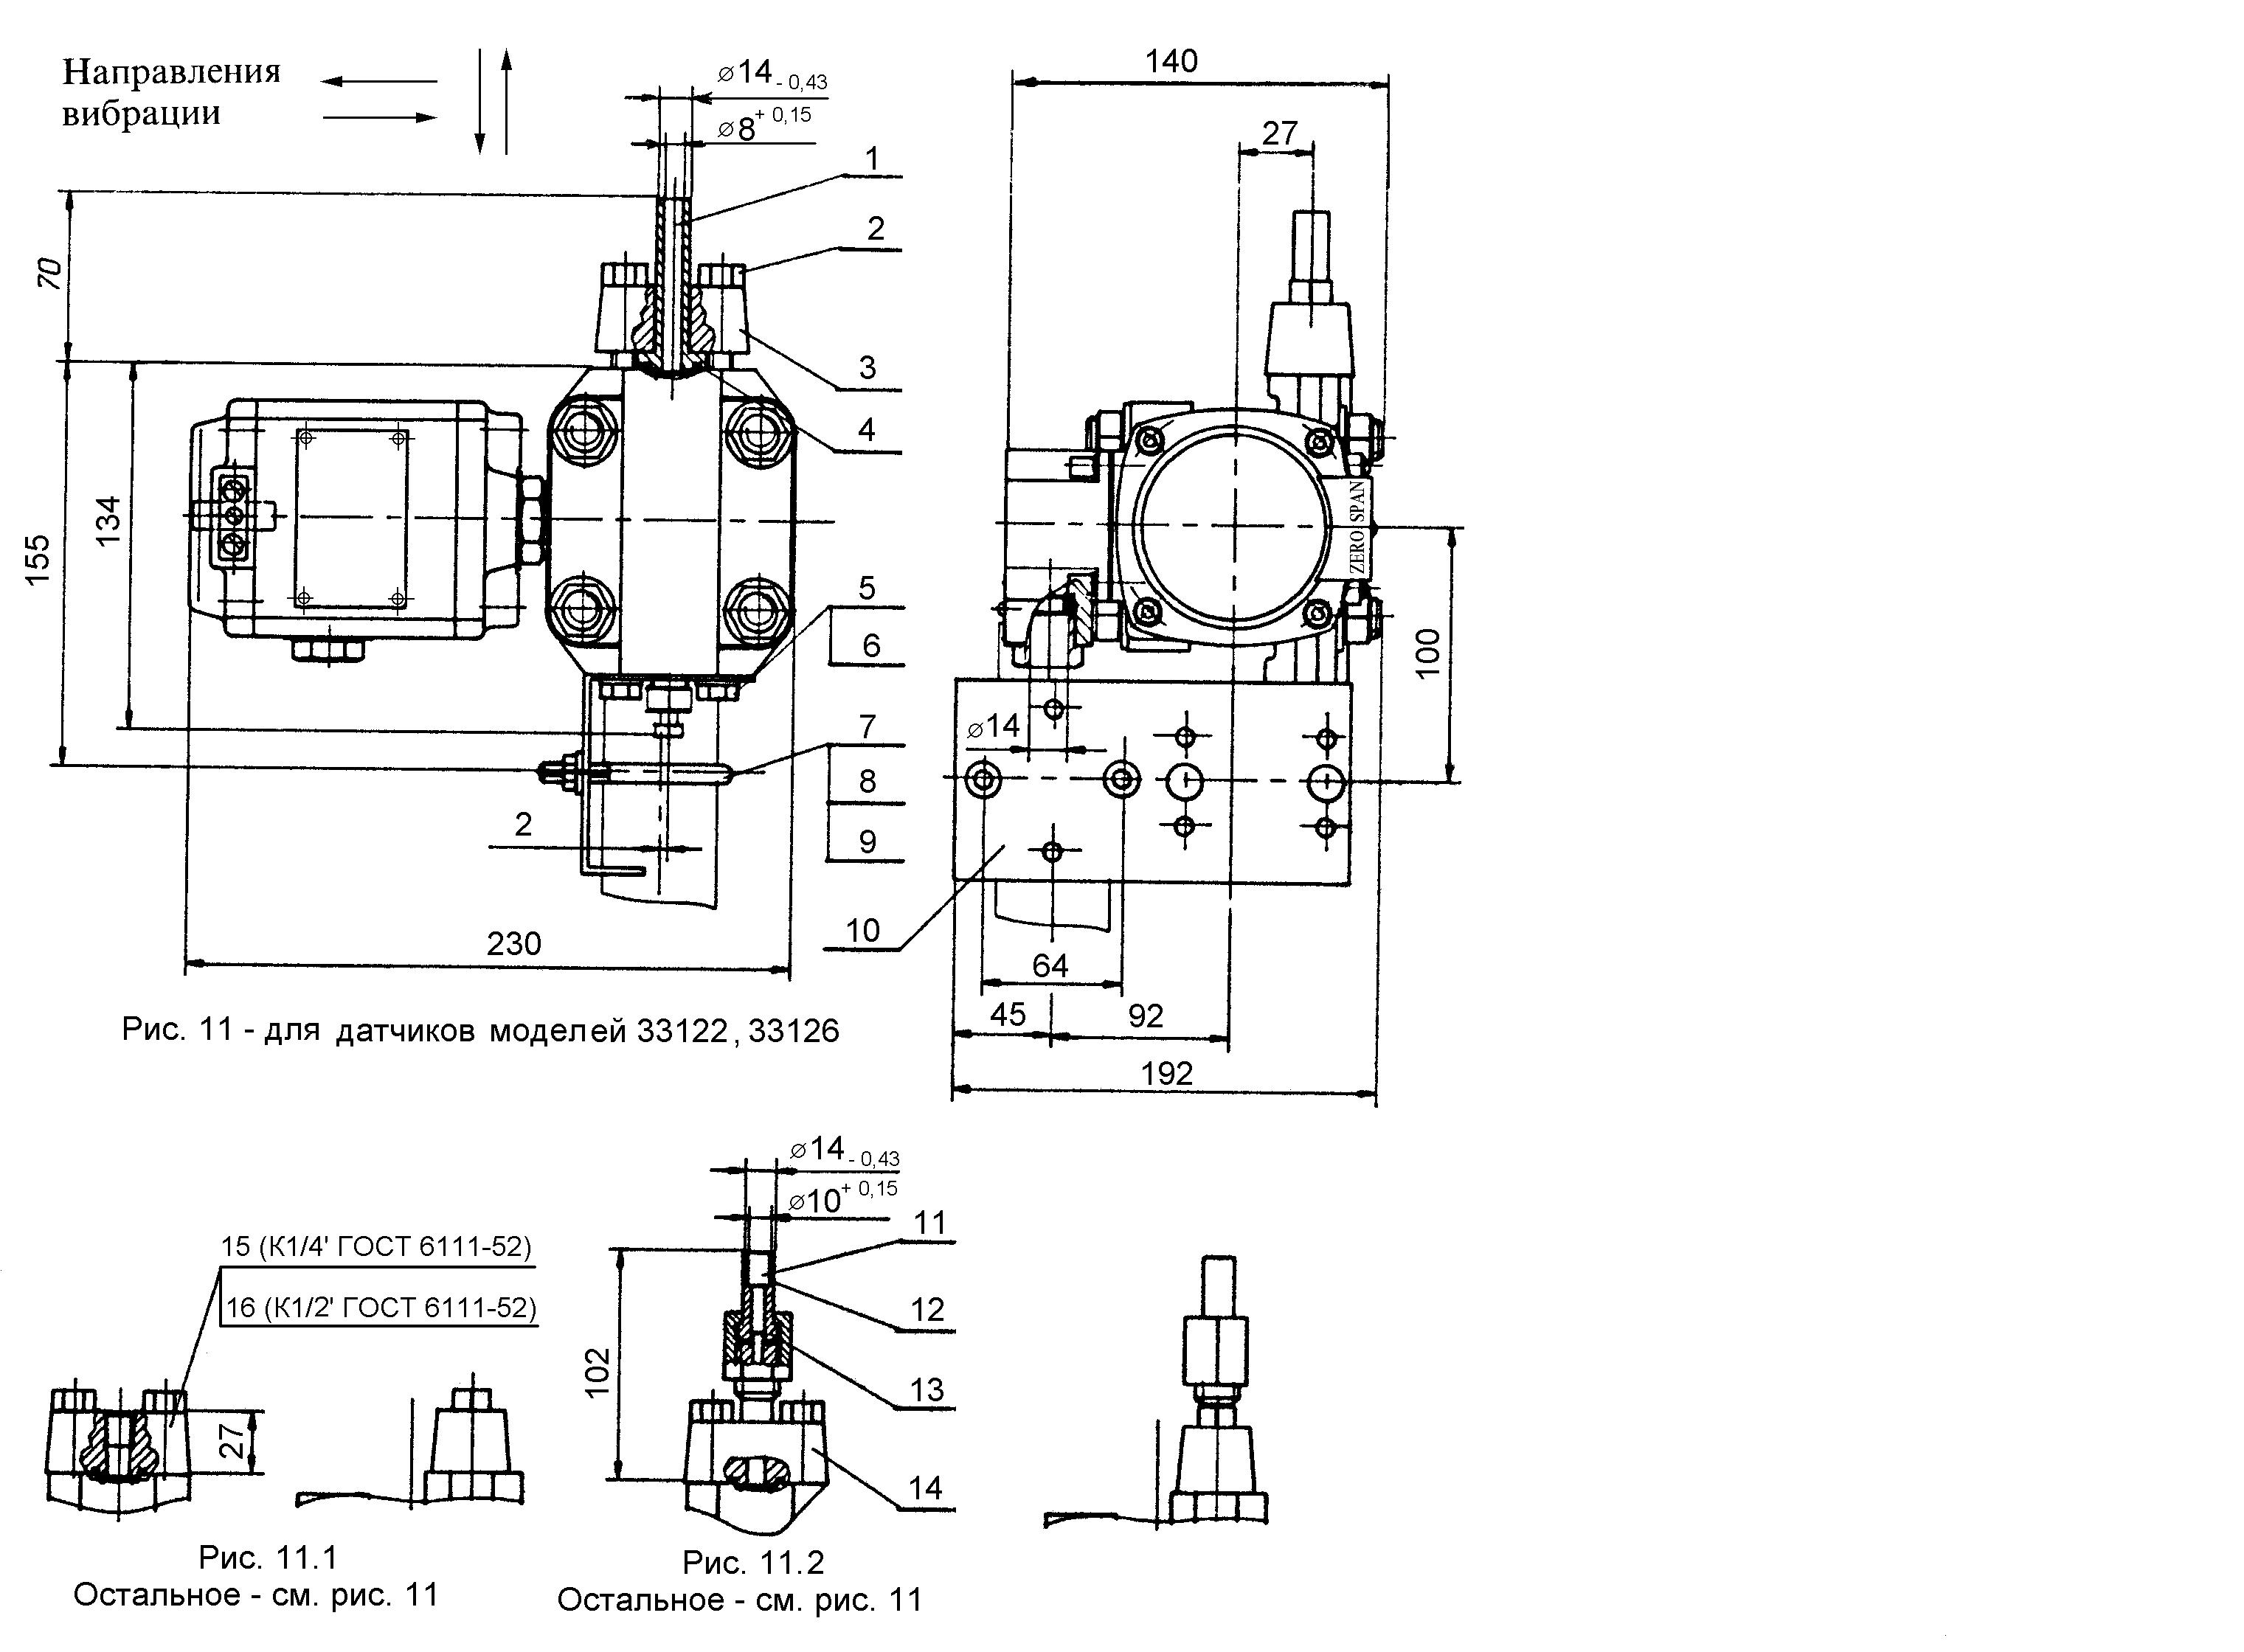 Направления
вибрации
⌀14 - 0,43
⌀8 + 0,15
1
2
3
4
5
6
7
8
9
10
70
155
134
2
230
140
27
ZERO SPAN
100
⌀14
64
45
92
192
Рис. 11 - для датчиков моделей 33122, 33126
15 (К1/4' ГОСТ 6111-52)
16 (К1/2' ГОСТ 6111-52)
27
Рис. 11.1
Остальное - см. рис. 11
⌀14 - 0,43
⌀10 + 0,15
11
12
13
14
102
Рис. 11.2
Остальное - см. рис. 11